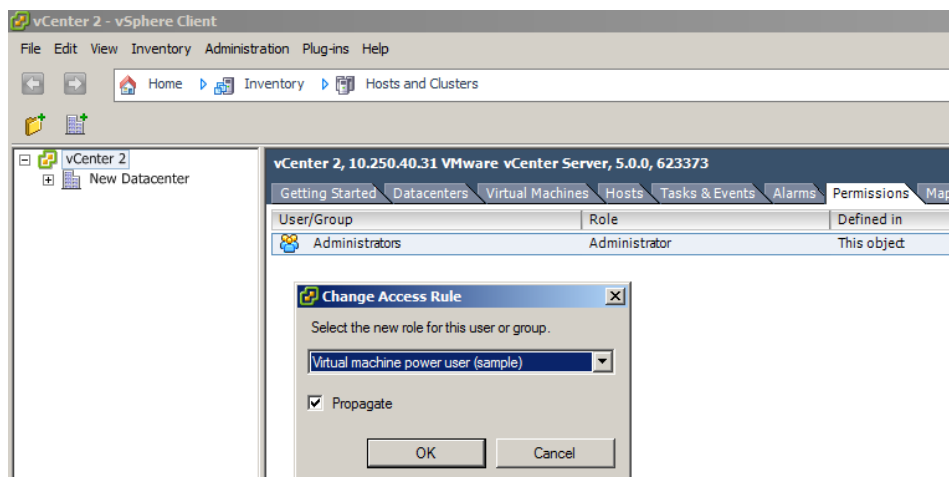 vCenter 2 - vSphere Client
File Edit View Inventory Administration Plug-ins Help
Home Inventory Hosts and Clusters
vCenter 2
New Datacenter
vCenter 2, 10.250.40.31 VMware vCenter Server, 5.0.0, 623373
Getting Started Datacenters Virtual Machines Hosts Tasks & Events Alarms Permissions Map
User/Group Role Defined in
Administrators Administrator This object
Change Access Rule
Select the new role for this user or group.
Virtual machine power user (sample)
Propagate
OK Cancel